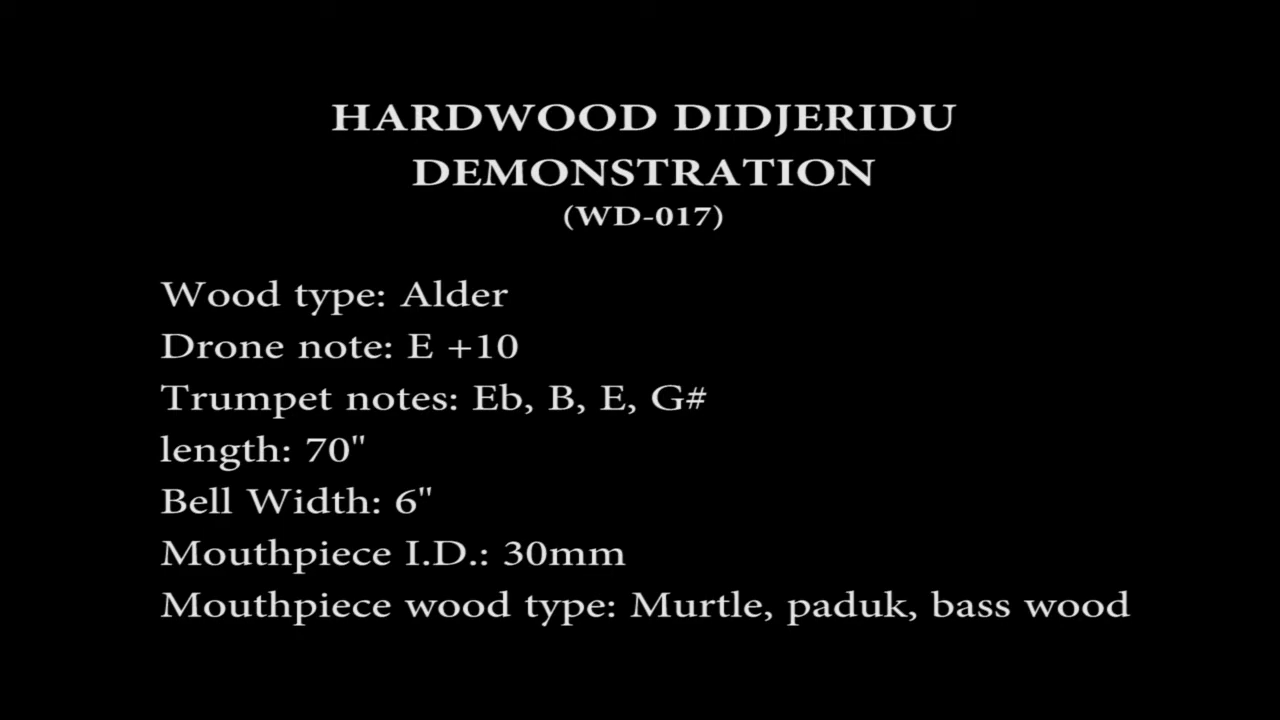 HARDWOOD DIDJERIDU
DEMONSTRATION
(WD-017)
Wood type: Alder
Drone note: E +10
Trumpet notes: Eb, B, E, G#
length: 70"
Bell Width: 6"
Mouthpiece I.D.: 30mm
Mouthpiece wood type: Murtle, paduk, bass wood